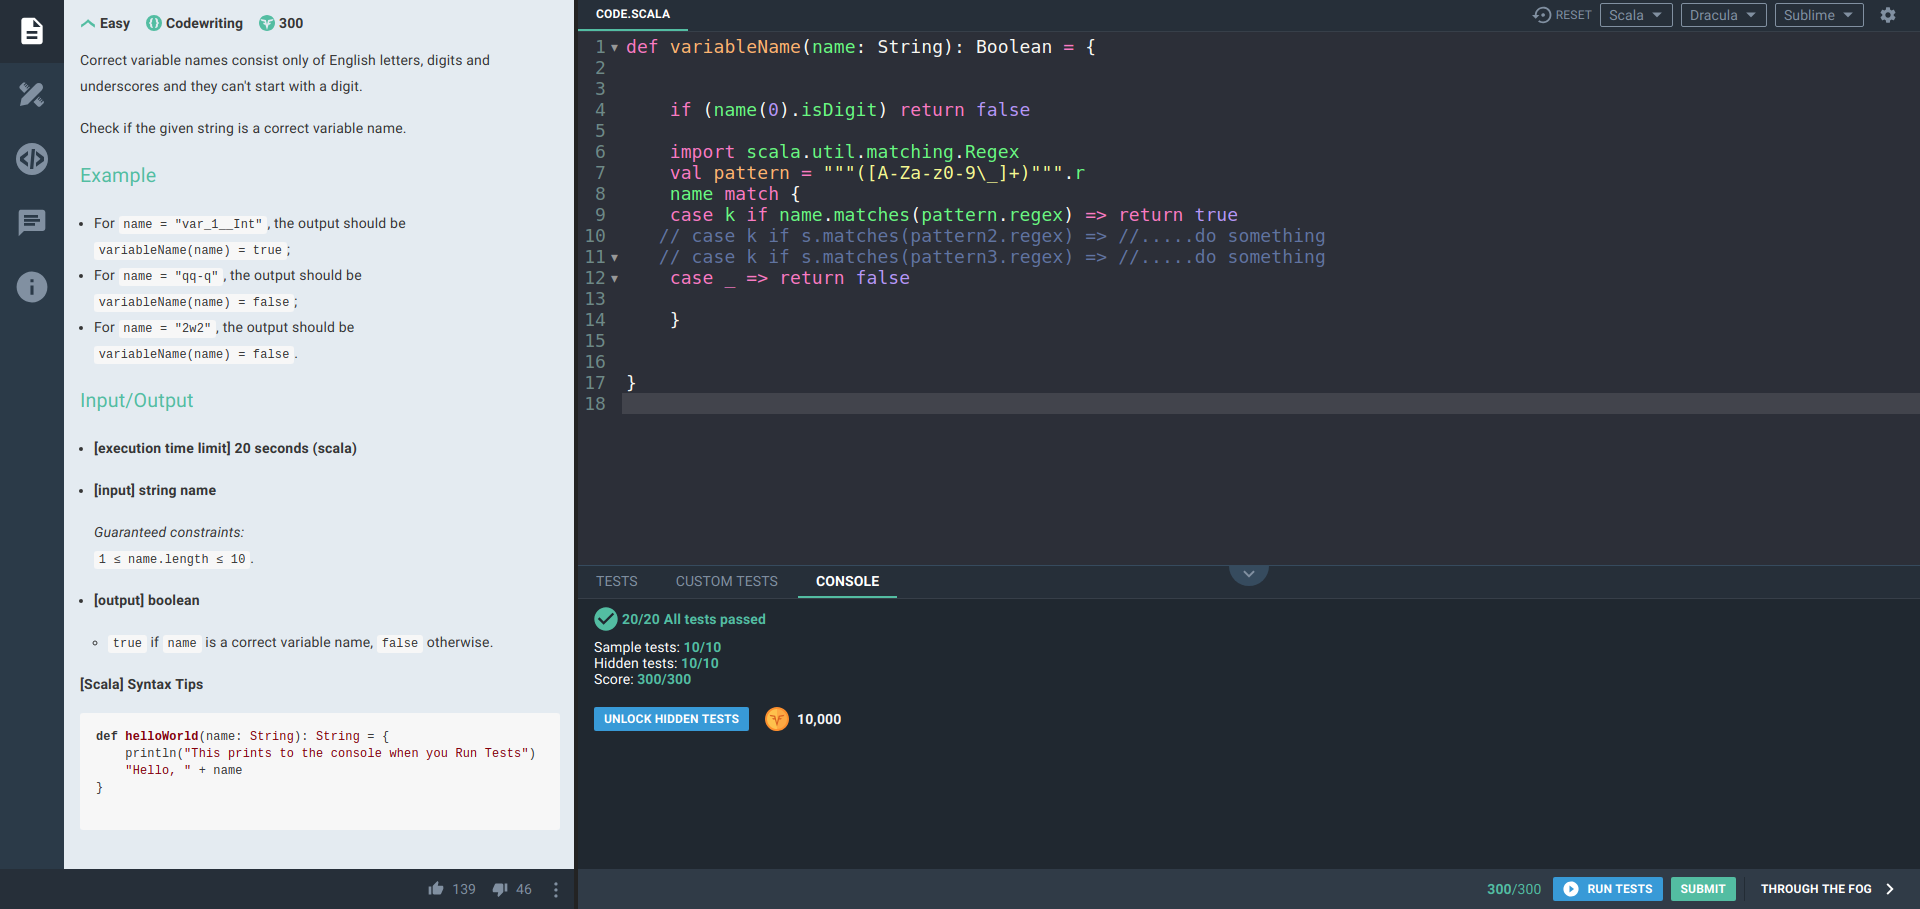 Easy Codewriting 300
Correct variable names consist only of English letters, digits and
underscores and they can't start with a digit.
Check if the given string is a correct variable name.
Example
• For name = "var_1__Int" , the output should be
variableName(name) = true ;
• For name = "qq-q" , the output should be
variableName(name) = false ;
• For name = "2w2" , the output should be
variableName(name) = false .
Input/Output
• [execution time limit] 20 seconds (scala)
• [input] string name
Guaranteed constraints:
1 ≤ name.length ≤ 10 .
• [output] boolean
◦ true if name is a correct variable name, false otherwise.
[Scala] Syntax Tips
def helloWorld(name: String): String = {
println("This prints to the console when you Run Tests")
"Hello, " + name
}
139 46
CODE.SCALA
RESET Scala Dracula Sublime
1 def variableName(name: String): Boolean = {
2
3
4 if (name(0).isDigit) return false
5
6 import scala.util.matching.Regex
7 val pattern = """([A-Za-z0-9\_]+)""".r
8 name match {
9 case k if name.matches(pattern.regex) => return true
10 // case k if s.matches(pattern2.regex) => //.....do something
11 // case k if s.matches(pattern3.regex) => //.....do something
12 case _ => return false
13
14 }
15
16
17 }
18
TESTS CUSTOM TESTS CONSOLE
20/20 All tests passed
Sample tests: 10/10
Hidden tests: 10/10
Score: 300/300
UNLOCK HIDDEN TESTS 10,000
300/300 RUN TESTS SUBMIT THROUGH THE FOG